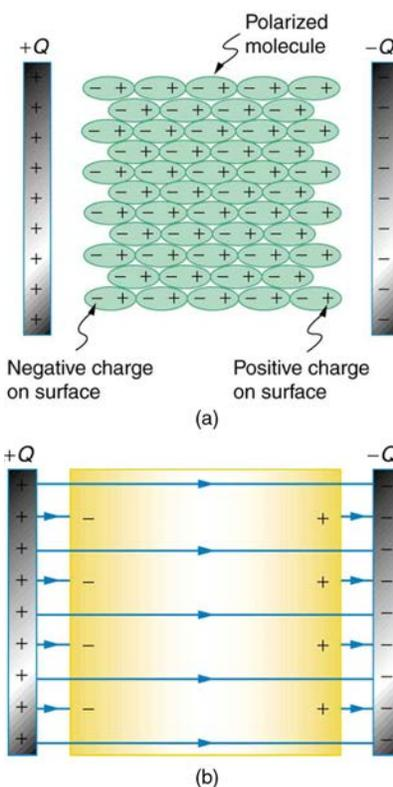 Polarized
molecule
+Q
−Q
Negative charge
on surface
Positive charge
on surface
(a)
+Q
−Q
(b)